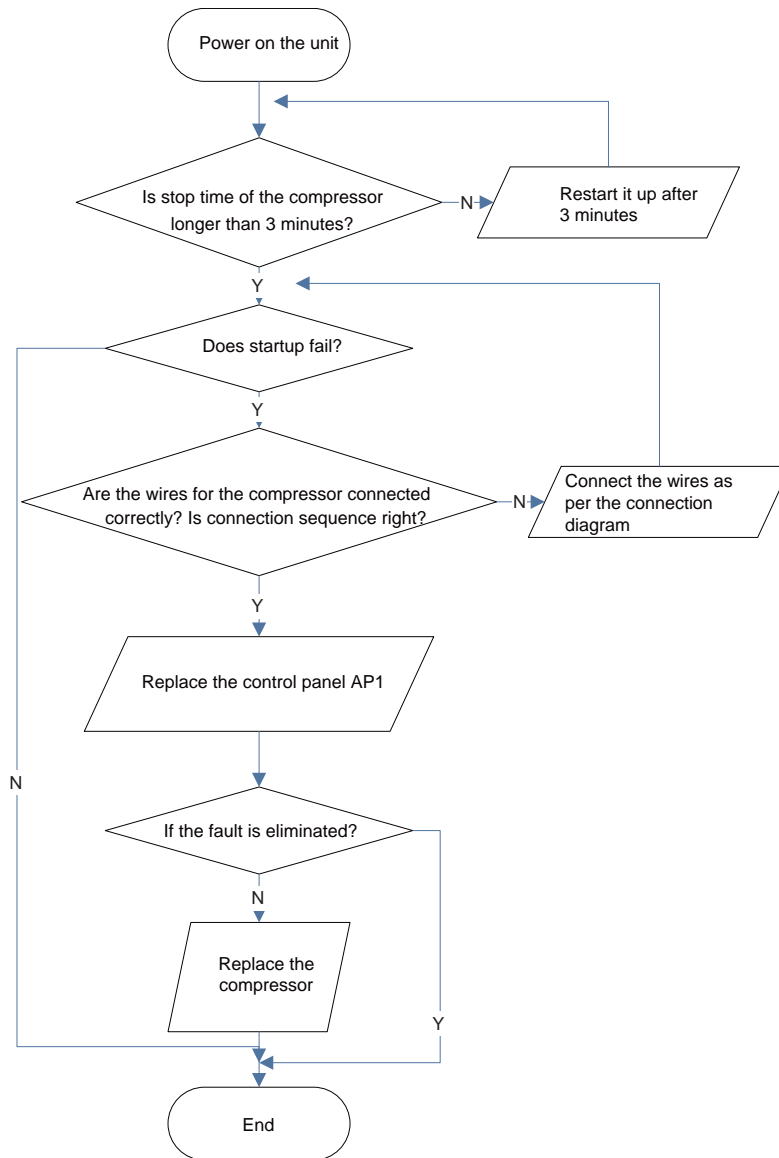 Power on the unit
Is stop time of the compressor
longer than 3 minutes?
N
Restart it up after
3 minutes
Y
Does startup fail?
Y
Are the wires for the compressor connected
correctly? Is connection sequence right?
N
Connect the wires as
per the connection
diagram
Y
Replace the control panel AP1
N
If the fault is eliminated?
N
Replace the
compressor
Y
End